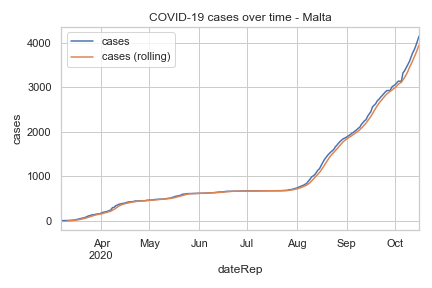 COVID-19 cases over time - Malta
cases
cases (rolling)
4000
3000
2000
1000
0
cases
Apr
2020
May
Jun
Jul
Aug
Sep
Oct
dateRep